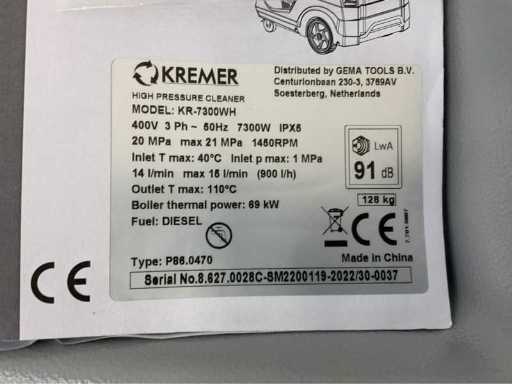 KREMER
Distributed by GEMA TOOLS B.V.
Centurionbaan 230-3, 3769AV
Soesterberg, Netherlands
HIGH PRESSURE CLEANER
MODEL: KR-7300WH
400V 3 Ph ~ 50Hz 7300W IPX5
20 MPa max 21 MPa 1450RPM
Inlet T max: 40°C Inlet p max: 1 MPa
14 l/min max 15 l/min (900 l/h)
Outlet T max: 110°C
Boiler thermal power: 69 kW
Fuel: DIESEL
LwA
91 dB
128 kg
CE
Type: P86.0470
Made in China
Serial No.8.627.0028C-SM2200119-2022/30-0037
CE